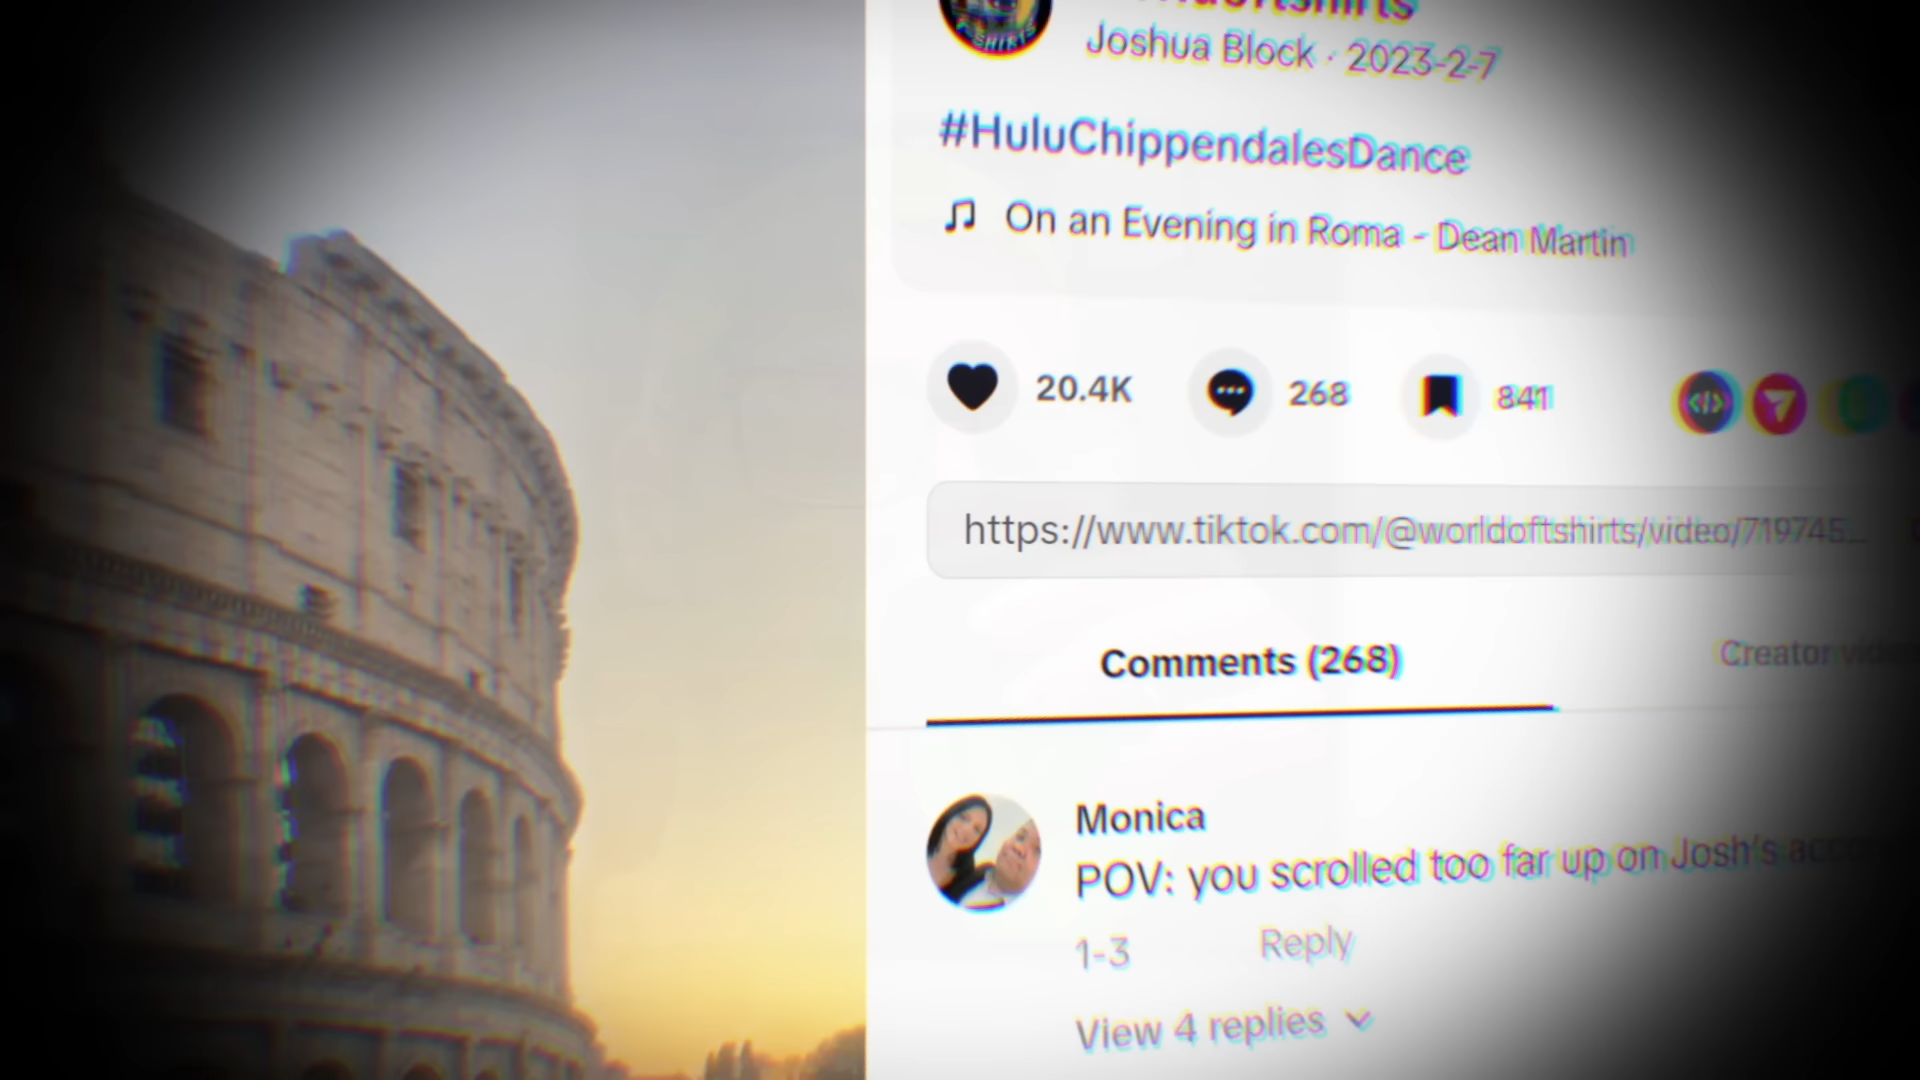 T-SHIRTS
Joshua Block · 2023-2-7
#HuluChippendalesDance
On an Evening in Roma - Dean Martin
20.4K
268
841
https://www.tiktok.com/@worldoftshirts/video/719745...
Comments (268)
Creator
Monica
POV: you scrolled too far up on Josh's
1-3
Reply
View 4 replies